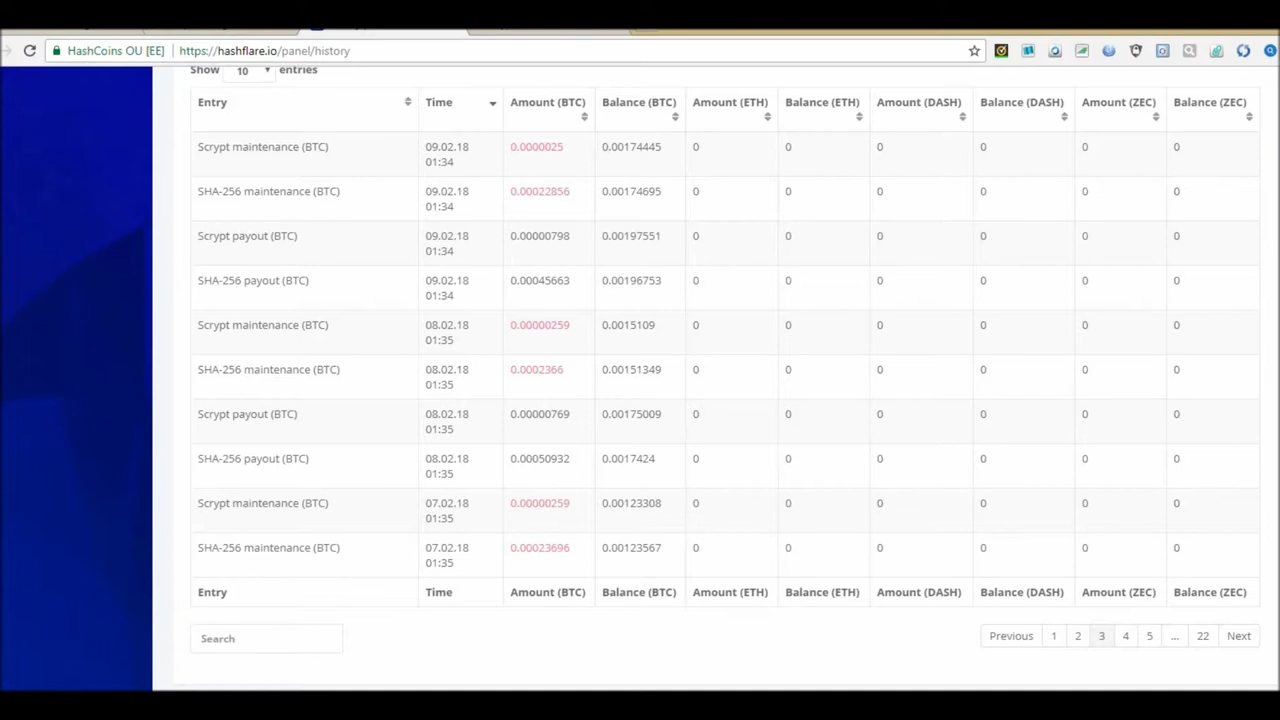 HashCoins OU [EE] https://hashflare.io/panel/history
Show 10 entries
Entry Time Amount (BTC) Balance (BTC) Amount (ETH) Balance (ETH) Amount (DASH) Balance (DASH) Amount (ZEC) Balance (ZEC)
Scrypt maintenance (BTC) 09.02.18 0.0000025 0.00174445 0 0 0 0 0 0
01:34
SHA-256 maintenance (BTC) 09.02.18 0.00022856 0.00174695 0 0 0 0 0 0
01:34
Scrypt payout (BTC) 09.02.18 0.00000798 0.00197551 0 0 0 0 0 0
01:34
SHA-256 payout (BTC) 09.02.18 0.00045663 0.00196753 0 0 0 0 0 0
01:34
Scrypt maintenance (BTC) 08.02.18 0.00000259 0.0015109 0 0 0 0 0 0
01:35
SHA-256 maintenance (BTC) 08.02.18 0.0002366 0.00151349 0 0 0 0 0 0
01:35
Scrypt payout (BTC) 08.02.18 0.00000769 0.00175009 0 0 0 0 0 0
01:35
SHA-256 payout (BTC) 08.02.18 0.00050932 0.0017424 0 0 0 0 0 0
01:35
Scrypt maintenance (BTC) 07.02.18 0.00000259 0.00123308 0 0 0 0 0 0
01:35
SHA-256 maintenance (BTC) 07.02.18 0.00023696 0.00123567 0 0 0 0 0 0
01:35
Entry Time Amount (BTC) Balance (BTC) Amount (ETH) Balance (ETH) Amount (DASH) Balance (DASH) Amount (ZEC) Balance (ZEC)
Search Previous 1 2 3 4 5 ... 22 Next